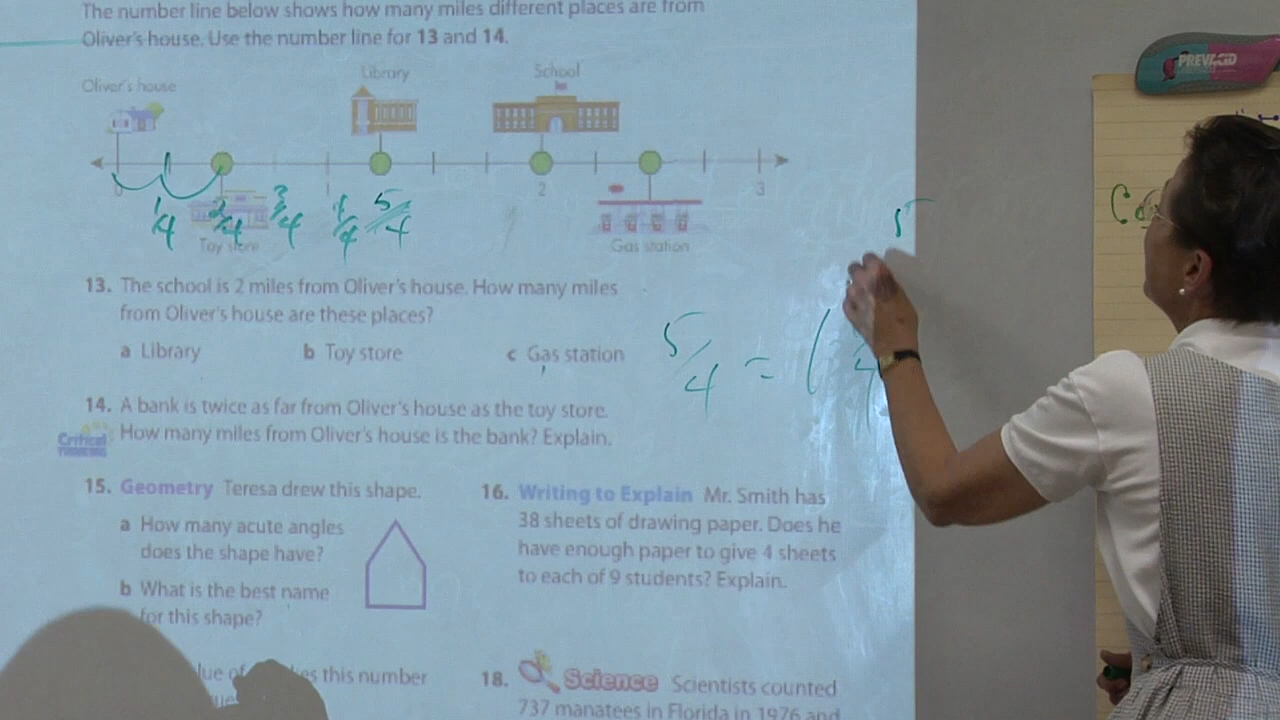 The number line below shows how many miles different places are from
Oliver's house. Use the number line for 13 and 14.
Oliver's house
Library
School
0
2
3
1/4 2/4 3/4 4/4 5/4
Toy store
Gas station
13. The school is 2 miles from Oliver's house. How many miles
from Oliver's house are these places?
a Library b Toy store c Gas station
5/4 =
4
5
14. A bank is twice as far from Oliver's house as the toy store.
Critical Thinking
How many miles from Oliver's house is the bank? Explain.
15. Geometry Teresa drew this shape.
a How many acute angles
does the shape have?
b What is the best name
for this shape?
16. Writing to Explain Mr. Smith has
38 sheets of drawing paper. Does he
have enough paper to give 4 sheets
to each of 9 students? Explain.
this number
18. Science Scientists counted
737 manatees in Florida in 1976 and
PREVACID